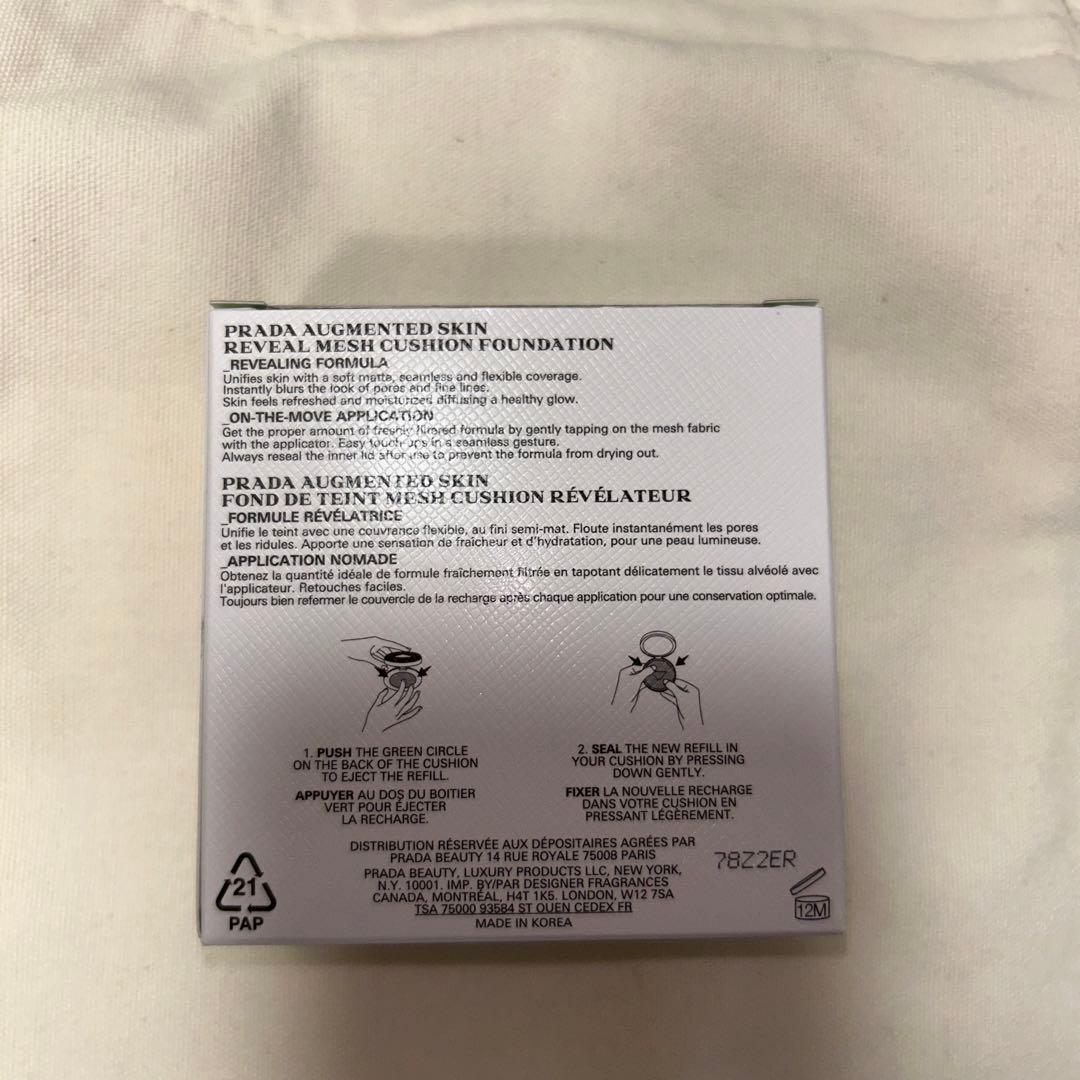 PRADA AUGMENTED SKIN
REVEAL MESH CUSHION FOUNDATION
_REVEALING FORMULA
Unifies skin with a soft matte, seamless and flexible coverage.
Instantly blurs the look of pores and fine lines.
Skin feels refreshed and moisturized diffusing a healthy glow.
_ON-THE-MOVE APPLICATION
Get the proper amount of freshly filtered formula by gently tapping on the mesh fabric
with the applicator. Easy touch-ups in a seamless gesture.
Always reseal the inner lid after use to prevent the formula from drying out.
PRADA AUGMENTED SKIN
FOND DE TEINT MESH CUSHION RÉVÉLATEUR
_FORMULE RÉVÉLATRICE
Unifie le teint avec une couvrance flexible, au fini semi-mat. Floute instantanément les pores
et les ridules. Apporte une sensation de fraîcheur et d'hydratation, pour une peau lumineuse.
_APPLICATION NOMADE
Obtenez la quantité idéale de formule fraîchement filtrée en tapotant délicatement le tissu alvéolé avec
l'applicateur. Retouches faciles.
Toujours bien refermer le couvercle de la recharge après chaque application pour une conservation optimale.
1. PUSH THE GREEN CIRCLE
ON THE BACK OF THE CUSHION
TO EJECT THE REFILL.
APPUYER AU DOS DU BOITIER
VERT POUR ÉJECTER
LA RECHARGE.
2. SEAL THE NEW REFILL IN
YOUR CUSHION BY PRESSING
DOWN GENTLY.
FIXER LA NOUVELLE RECHARGE
DANS VOTRE CUSHION EN
PRESSANT LÉGÈREMENT.
DISTRIBUTION RÉSERVÉE AUX DÉPOSITAIRES AGRÉES PAR
PRADA BEAUTY 14 RUE ROYALE 75008 PARIS
PRADA BEAUTY, LUXURY PRODUCTS LLC, NEW YORK,
N.Y. 10001. IMP. BY/PAR DESIGNER FRAGRANCES
CANADA, MONTRÉAL, H4T 1K5. LONDON, W12 7SA
TSA 75000 93584 ST OUEN CEDEX FR
MADE IN KOREA
78Z2ER
21
PAP
12M